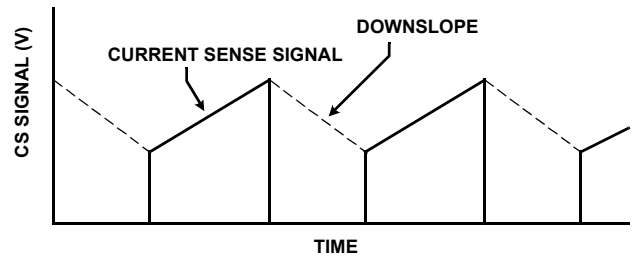 DOWNSLOPE
CURRENT SENSE SIGNAL
CS SIGNAL (V)
TIME